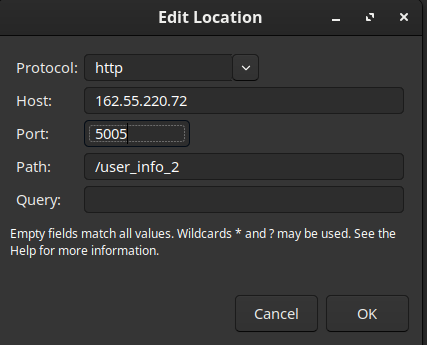 Edit Location
Protocol: http
Host: 162.55.220.72
Port: 5005
Path: /user_info_2
Query:
Empty fields match all values. Wildcards * and ? may be used. See the
Help for more information.
Cancel OK